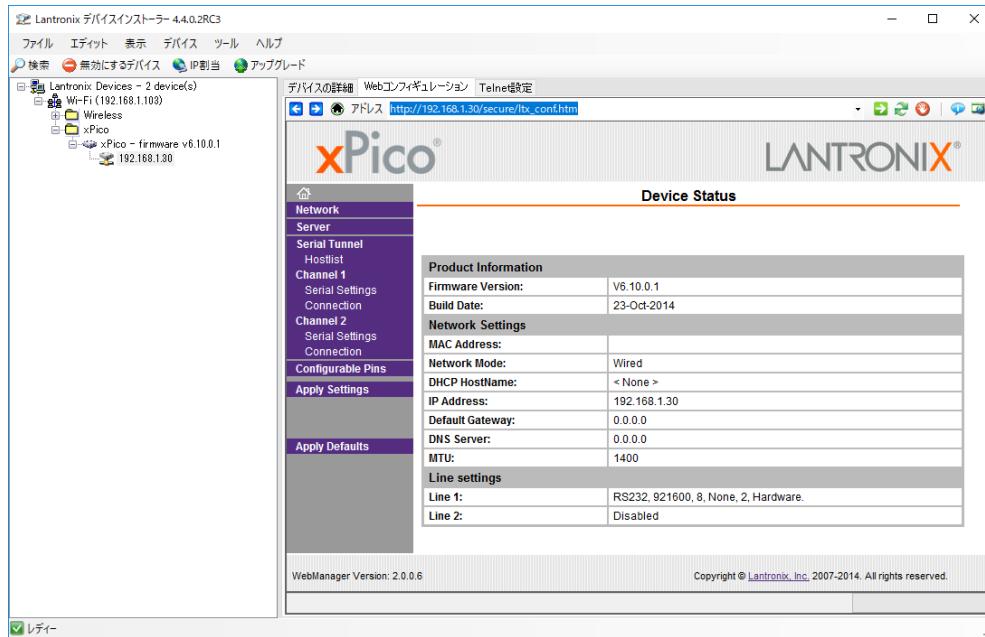 Lantronix デバイスインストーラー 4.4.0.2RC3
ファイル エディット 表示 デバイス ツール ヘルプ
検索 無効にするデバイス IP割当 アップグレード
Lantronix Devices - 2 device(s)
Wi-Fi (192.168.1.103)
Wireless
xPico
xPico - firmware v6.10.0.1
192.168.1.30
デバイスの詳細 Webコンフィギュレーション Telnet設定
アドレス http://192.168.1.30/secure/ltx_conf.htm
xPico® LANTRONIX®
Network
Server
Serial Tunnel
Hostlist
Channel 1
Serial Settings
Connection
Channel 2
Serial Settings
Connection
Configurable Pins
Apply Settings
Apply Defaults
Device Status
Product Information
Firmware Version: V6.10.0.1
Build Date: 23-Oct-2014
Network Settings
MAC Address:
Network Mode: Wired
DHCP HostName: < None >
IP Address: 192.168.1.30
Default Gateway: 0.0.0.0
DNS Server: 0.0.0.0
MTU: 1400
Line settings
Line 1: RS232, 921600, 8, None, 2, Hardware.
Line 2: Disabled
WebManager Version: 2.0.0.6 Copyright © Lantronix, Inc. 2007-2014. All rights reserved.
レディー